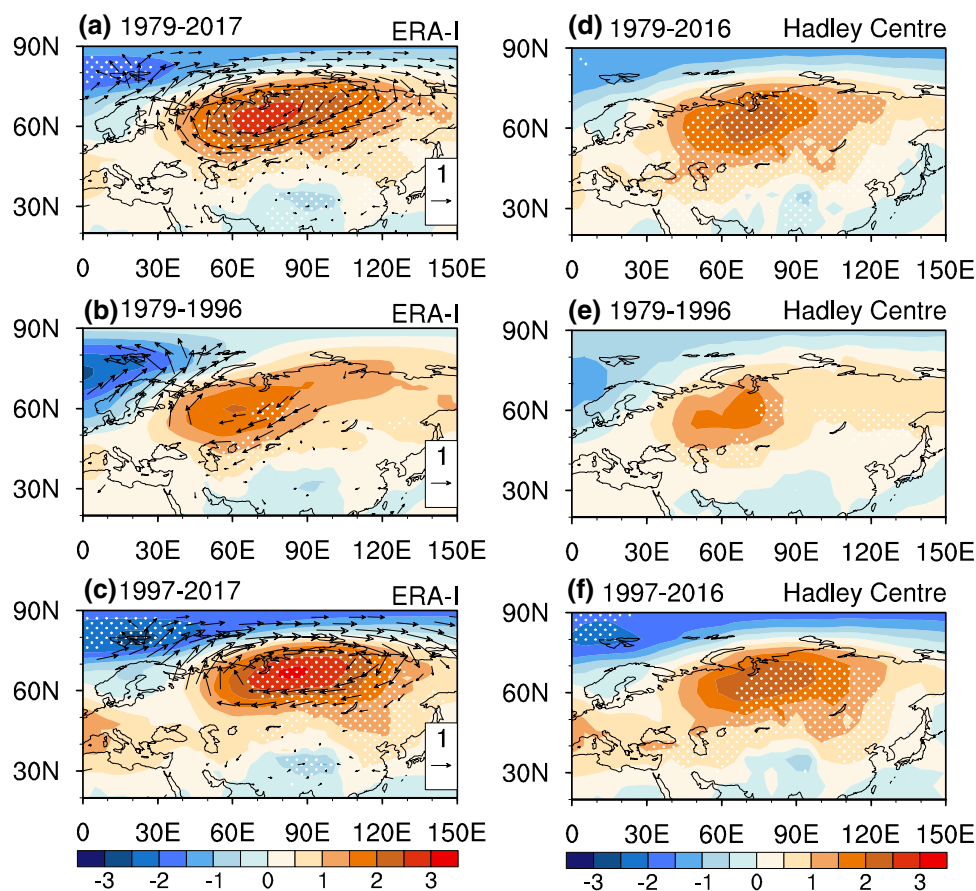 (a) 1979-2017 ERA-I
90N
60N
30N
1
0 30E 60E 90E 120E 150E
(b) 1979-1996 ERA-I
90N
60N
30N
1
0 30E 60E 90E 120E 150E
(c) 1997-2017 ERA-I
90N
60N
30N
1
0 30E 60E 90E 120E 150E
-3 -2 -1 0 1 2 3
(d) 1979-2016 Hadley Centre
90N
60N
30N
0 30E 60E 90E 120E 150E
(e) 1979-1996 Hadley Centre
90N
60N
30N
0 30E 60E 90E 120E 150E
(f) 1997-2016 Hadley Centre
90N
60N
30N
0 30E 60E 90E 120E 150E
-3 -2 -1 0 1 2 3